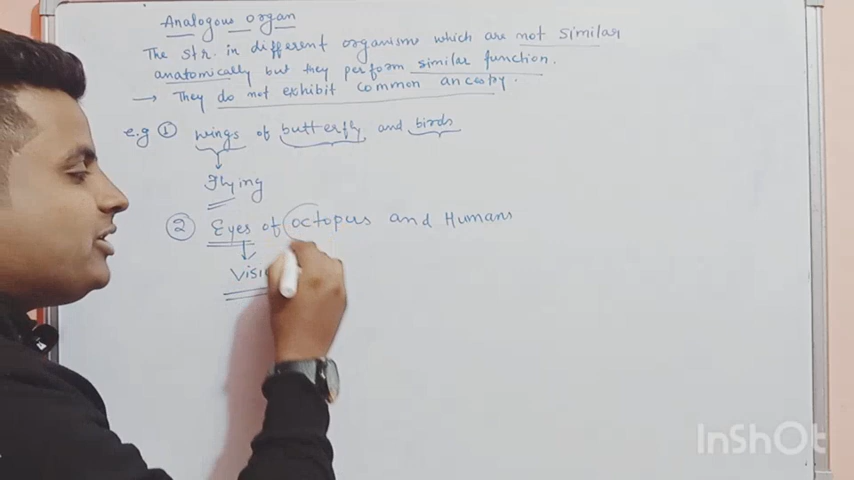 Analogous organ
The str. in different organisms which are not similar
anatomically but they perform similar function.
→ They do not exhibit common ancestry.
e.g ① wings of butterfly and birds
Flying
② Eyes of octopus and Humans
InShOt